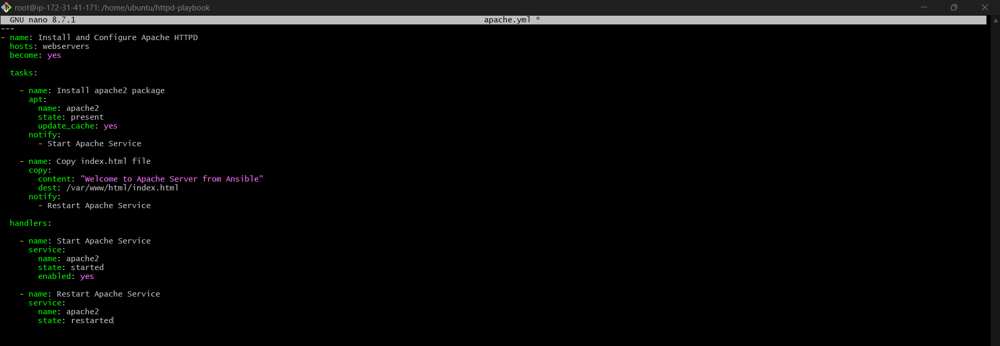 root@ip-172-31-41-171: /home/ubuntu/httpd-playbook
GNU nano 8.7.1 apache.yml *
---
- name: Install and Configure Apache HTTPD
  hosts: webservers
  become: yes
  tasks:
    - name: Install apache2 package
      apt:
        name: apache2
        state: present
        update_cache: yes
      notify:
        - Start Apache Service
    - name: Copy index.html file
      copy:
        content: "Welcome to Apache Server from Ansible"
        dest: /var/www/html/index.html
      notify:
        - Restart Apache Service
  handlers:
    - name: Start Apache Service
      service:
        name: apache2
        state: started
        enabled: yes
    - name: Restart Apache Service
      service:
        name: apache2
        state: restarted